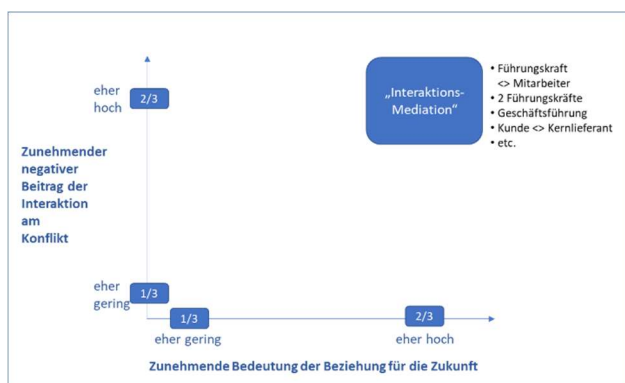 eher
hoch
2/3
Zunehmender
negativer
Beitrag der
Interaktion
am
Konflikt
eher
gering
1/3
„Interaktions-
Mediation“
• Führungskraft
<> Mitarbeiter
• 2 Führungskräfte
• Geschäftsführung
• Kunde <> Kernlieferant
• etc.
1/3
2/3
eher gering
eher hoch
Zunehmende Bedeutung der Beziehung für die Zukunft